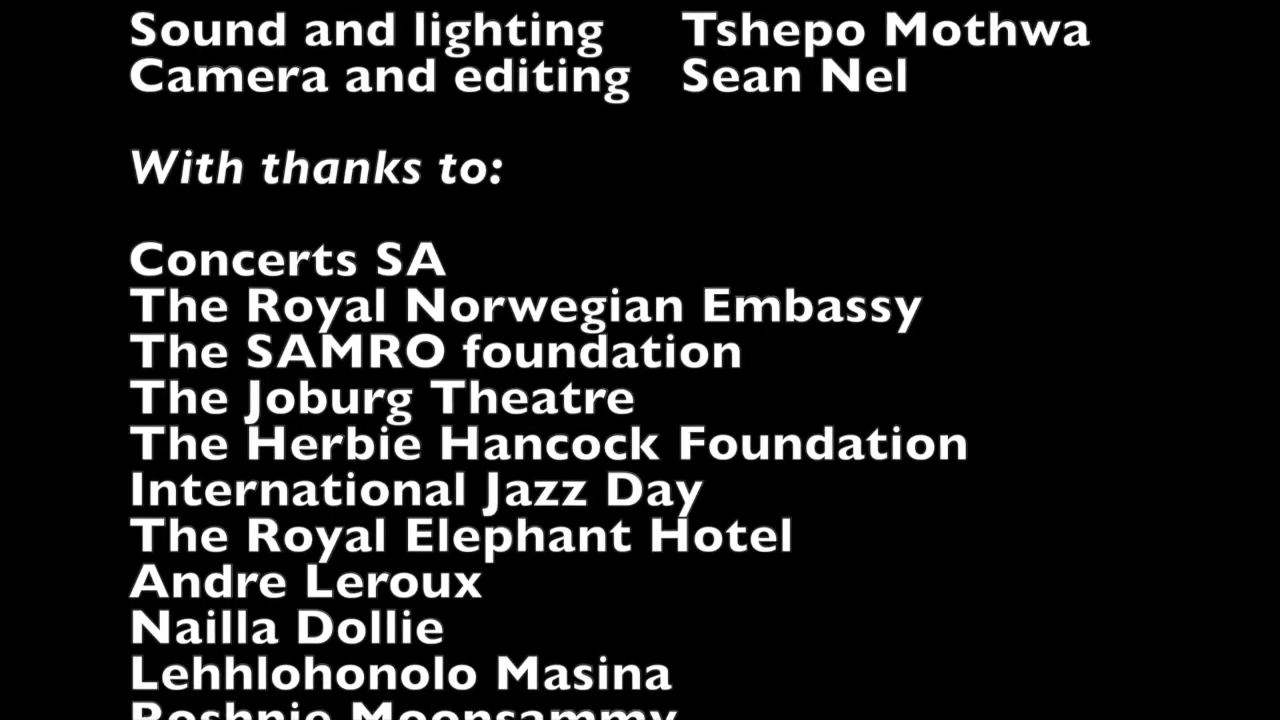 Sound and lighting Tshepo Mothwa
Camera and editing Sean Nel
With thanks to:
Concerts SA
The Royal Norwegian Embassy
The SAMRO foundation
The Joburg Theatre
The Herbie Hancock Foundation
International Jazz Day
The Royal Elephant Hotel
Andre Leroux
Nailla Dollie
Lehhlohonolo Masina
Roshnie Moonsammy